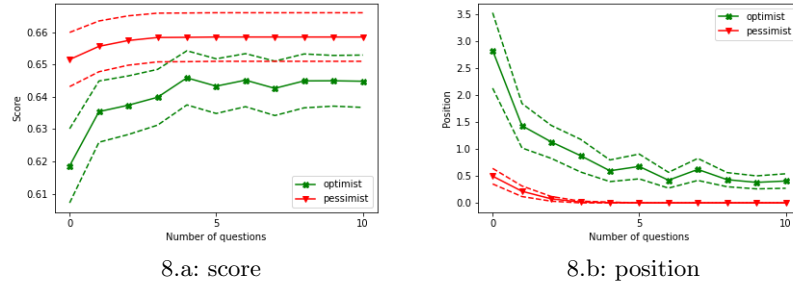 0.66
0.65
0.64
0.63
0.62
0.61
Score
0
5
10
Number of questions
optimist
pessimist
8.a: score
3.5
3.0
2.5
2.0
1.5
1.0
0.5
0.0
Position
0
5
10
Number of questions
optimist
pessimist
8.b: position